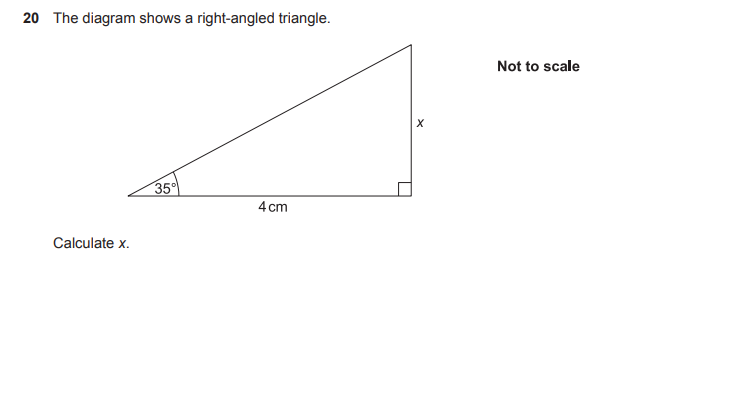 20 The diagram shows a right-angled triangle.
Not to scale
x
35°
4 cm
Calculate x.